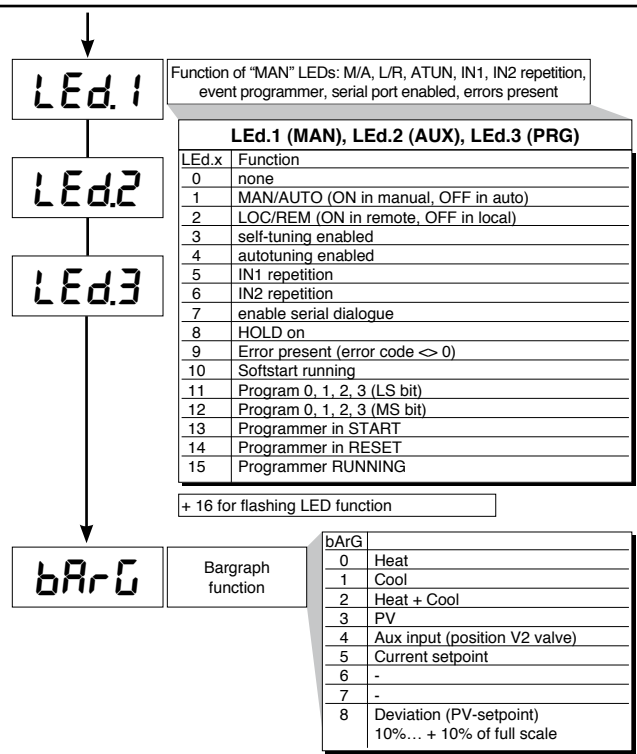 LEd.1
Function of “MAN” LEDs: M/A, L/R, ATUN, IN1, IN2 repetition,
event programmer, serial port enabled, errors present
LEd.1 (MAN), LEd.2 (AUX), LEd.3 (PRG)
LEd.x Function
0 none
1 MAN/AUTO (ON in manual, OFF in auto)
2 LOC/REM (ON in remote, OFF in local)
3 self-tuning enabled
4 autotuning enabled
5 IN1 repetition
6 IN2 repetition
7 enable serial dialogue
8 HOLD on
9 Error present (error code <> 0)
10 Softstart running
11 Program 0, 1, 2, 3 (LS bit)
12 Program 0, 1, 2, 3 (MS bit)
13 Programmer in START
14 Programmer in RESET
15 Programmer RUNNING
+ 16 for flashing LED function
LEd.2
LEd.3
bArG
Bargraph
function
bArG
0 Heat
1 Cool
2 Heat + Cool
3 PV
4 Aux input (position V2 valve)
5 Current setpoint
6 -
7 -
8 Deviation (PV-setpoint)
10%… + 10% of full scale